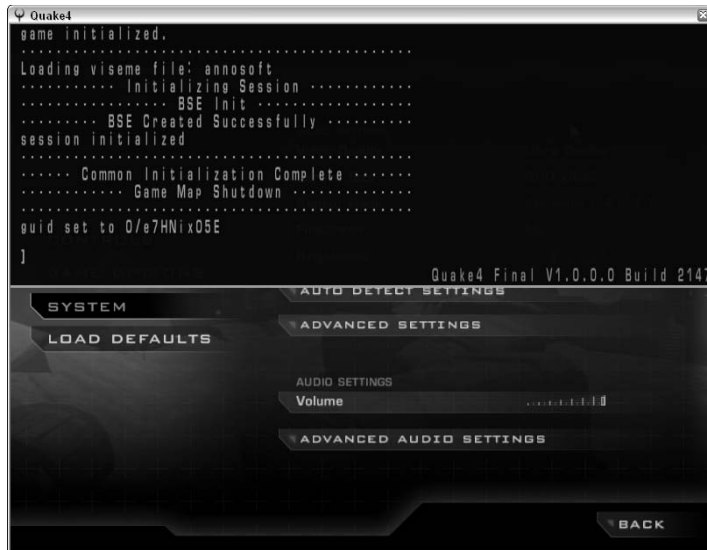 Quake4
game initialized.
.............................................
Loading viseme file: annosoft
----------- Initializing Session ------------
----------------- BSE Init ------------------
--------- BSE Created Successfully ----------
session initialized
.............................................
------ Common Initialization Complete -------
------------ Game Map Shutdown --------------
.............................................
guid set to 0/e7HNixO5E
]
Quake4 Final V1.0.0.0 Build 2147
AUTO DETECT SETTINGS
SYSTEM
ADVANCED SETTINGS
LOAD DEFAULTS
AUDIO SETTINGS
Volume
ADVANCED AUDIO SETTINGS
BACK